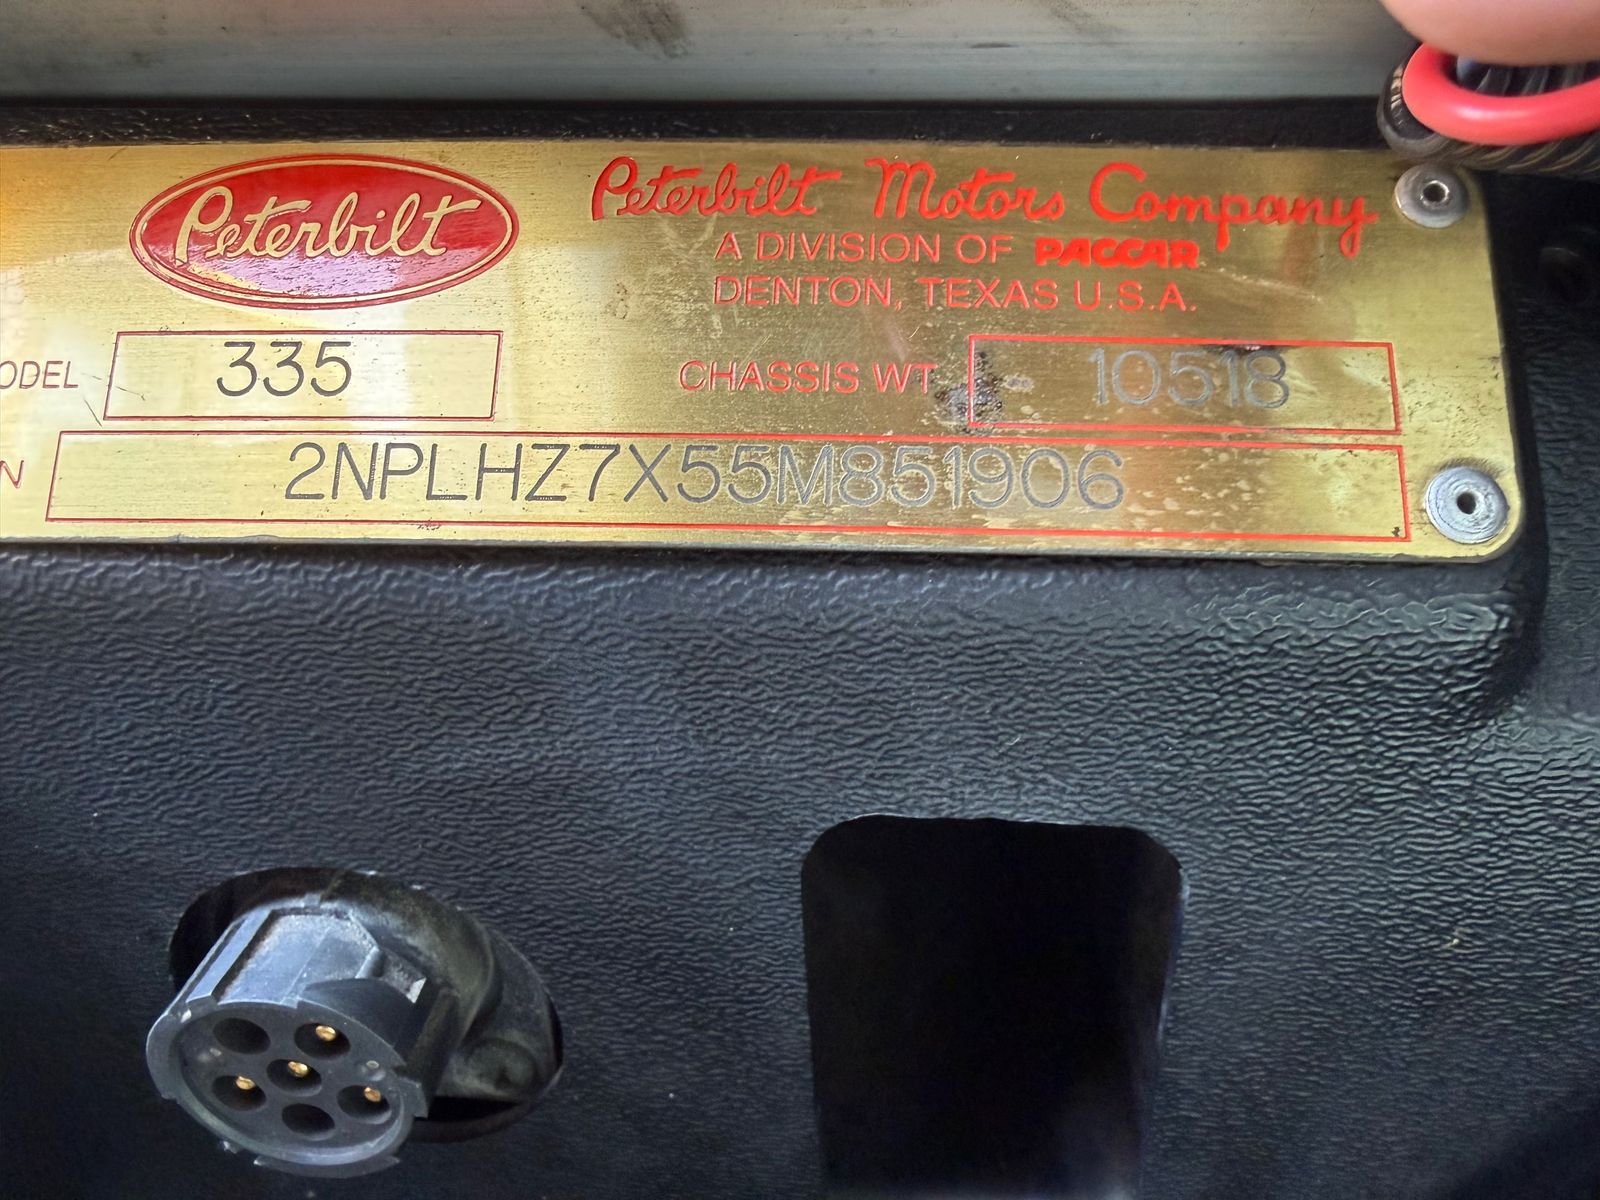 Peterbilt
Peterbilt Motors Company
A DIVISION OF PACCAR
DENTON, TEXAS U.S.A.
ODEL 335
CHASSIS WT 10518
N 2NPLHZ7X55M851906